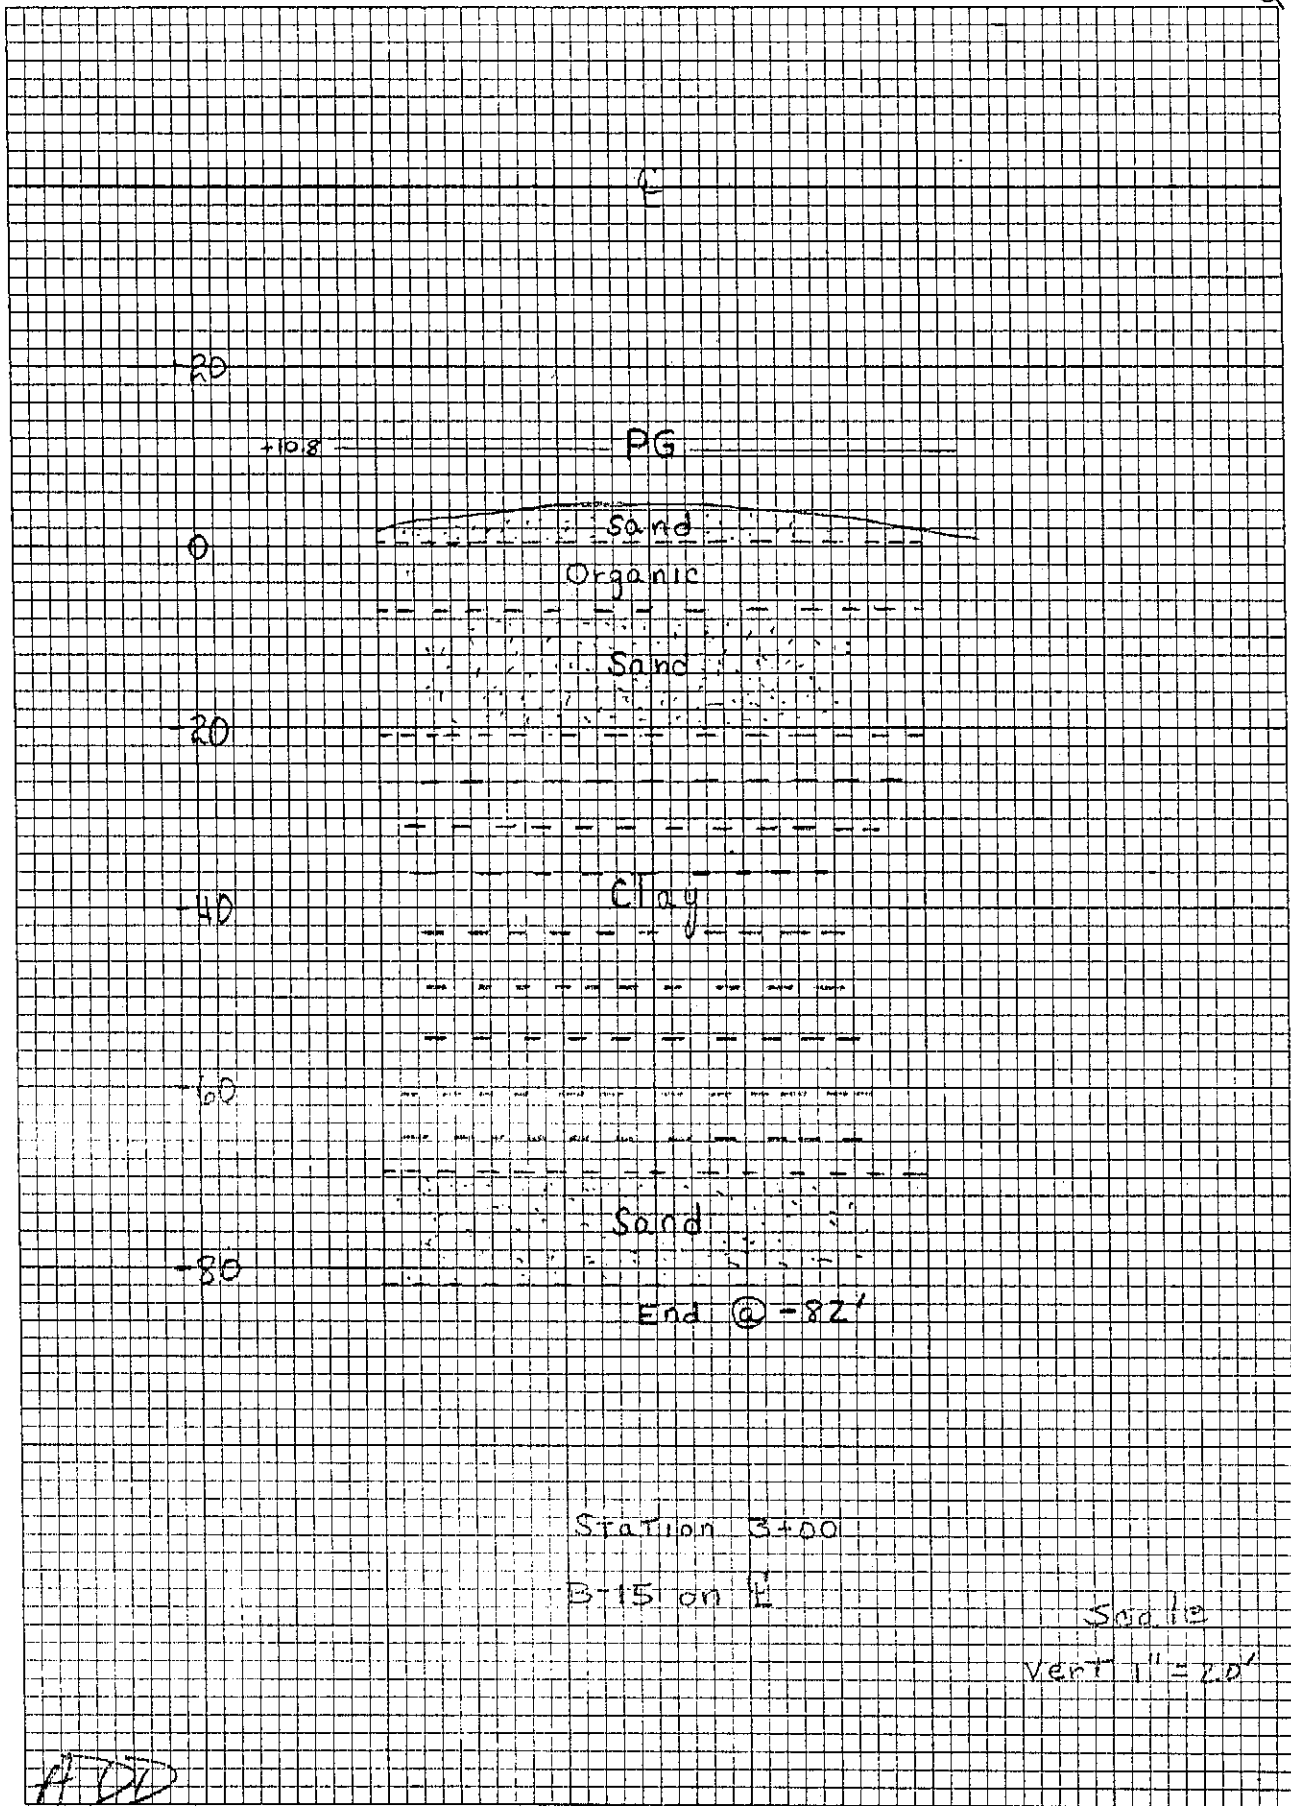 ℄
+20
+10.8 PG
Sand
0
Organic
Sand
-20
Clay
-40
-60
Sand
-80
End @ -82'
Station 3+00
B-15 on ℄
Scale
Vert 1" = 20'